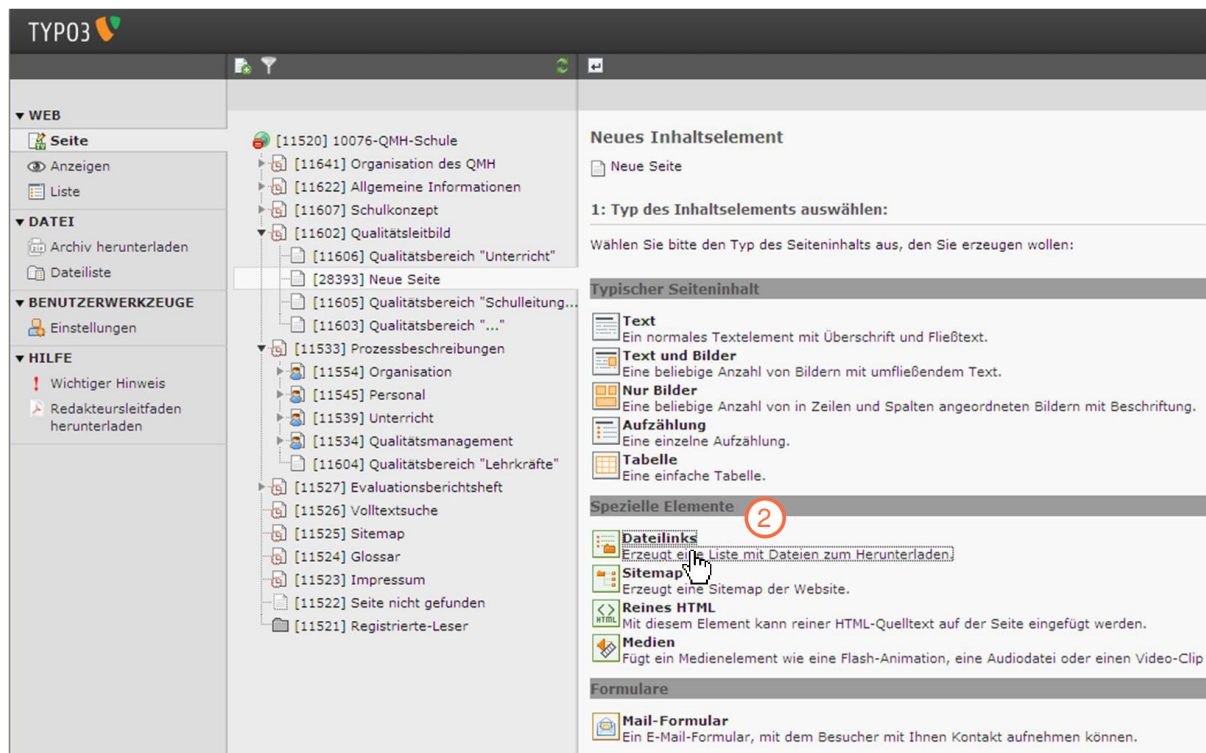 TYPO3
WEB
Seite
Anzeigen
Liste
DATEI
Archiv herunterladen
Dateiliste
BENUTZERWERKZEUGE
Einstellungen
HILFE
Wichtiger Hinweis
Redakteursleitfaden
herunterladen
[11520] 10076-QMH-Schule
[11641] Organisation des QMH
[11622] Allgemeine Informationen
[11607] Schulkonzept
[11602] Qualitätsleitbild
[11606] Qualitätsbereich "Unterricht"
[28393] Neue Seite
[11605] Qualitätsbereich "Schulleitung...
[11603] Qualitätsbereich "..."
[11533] Prozessbeschreibungen
[11554] Organisation
[11545] Personal
[11539] Unterricht
[11534] Qualitätsmanagement
[11604] Qualitätsbereich "Lehrkräfte"
[11527] Evaluationsberichtsheft
[11526] Volltextsuche
[11525] Sitemap
[11524] Glossar
[11523] Impressum
[11522] Seite nicht gefunden
[11521] Registrierte-Leser
Neues Inhaltselement
Neue Seite
1: Typ des Inhaltselements auswählen:
Wählen Sie bitte den Typ des Seiteninhalts aus, den Sie erzeugen wollen:
Typischer Seiteninhalt
Text
Ein normales Textelement mit Überschrift und Fließtext.
Text und Bilder
Eine beliebige Anzahl von Bildern mit umfließendem Text.
Nur Bilder
Eine beliebige Anzahl von in Zeilen und Spalten angeordneten Bildern mit Beschriftung.
Aufzählung
Eine einzelne Aufzählung.
Tabelle
Eine einfache Tabelle.
Spezielle Elemente
2
Dateilinks
Erzeugt eine Liste mit Dateien zum Herunterladen.
Sitemap
Erzeugt eine Sitemap der Website.
HTML
Reines HTML
Mit diesem Element kann reiner HTML-Quelltext auf der Seite eingefügt werden.
Medien
Fügt ein Medienelement wie eine Flash-Animation, eine Audiodatei oder einen Video-Clip
Formulare
Mail-Formular
Ein E-Mail-Formular, mit dem Besucher mit Ihnen Kontakt aufnehmen können.